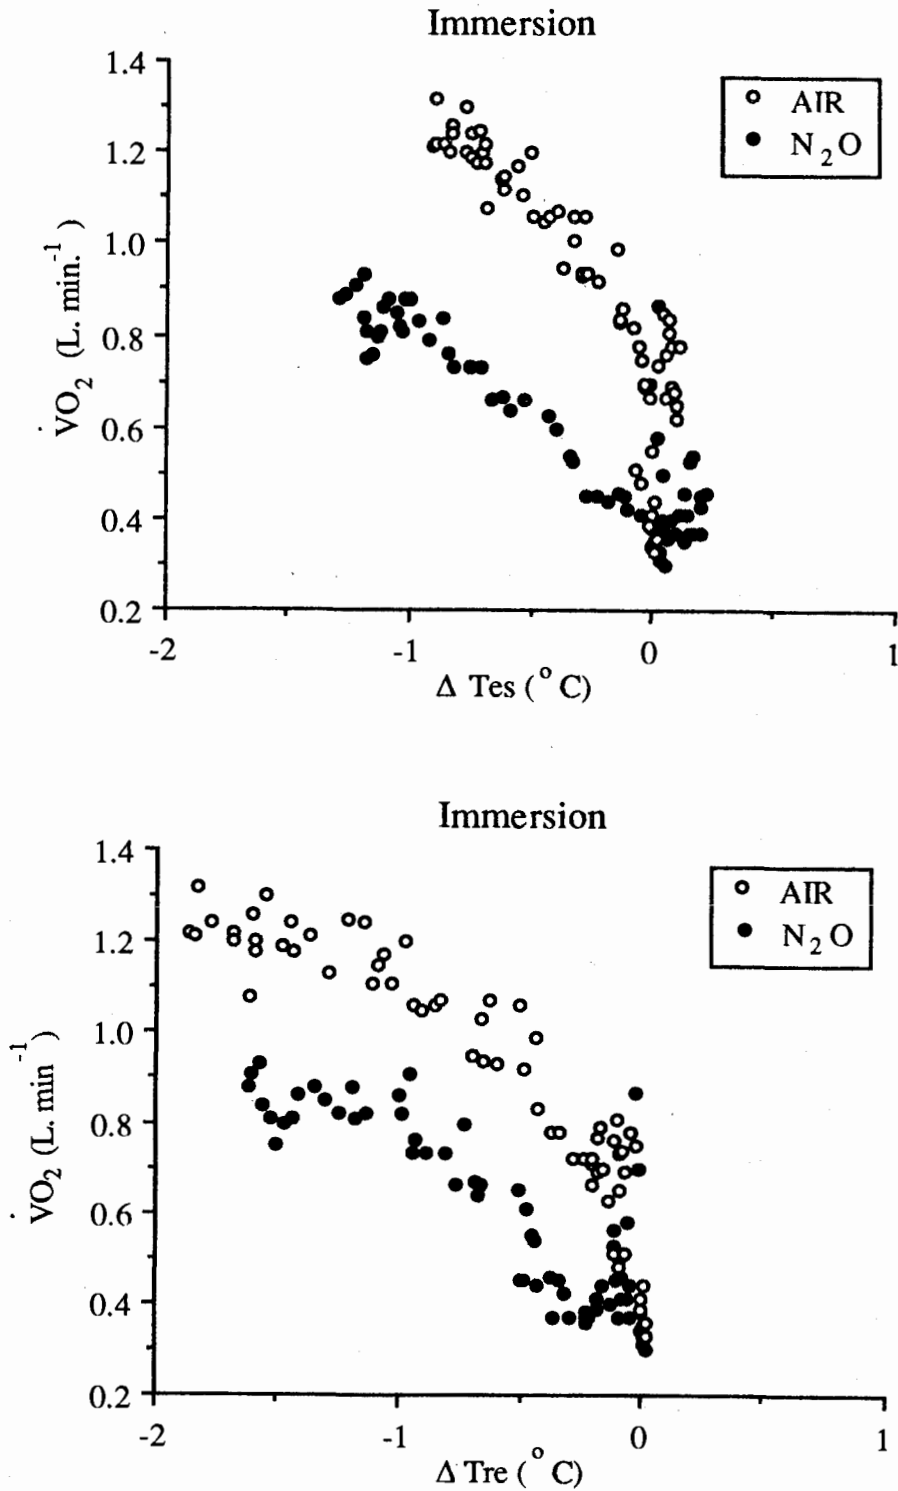 Immersion
1.4
1.2
1.0
0.8
0.6
0.4
0.2
V̇O₂ (L. min.⁻¹ )
AIR
N₂O
-2
-1
0
1
Δ Tes (°C)
Immersion
1.4
1.2
1.0
0.8
0.6
0.4
0.2
V̇O₂ (L. min⁻¹ )
AIR
N₂O
-2
-1
0
1
Δ Tre (°C)